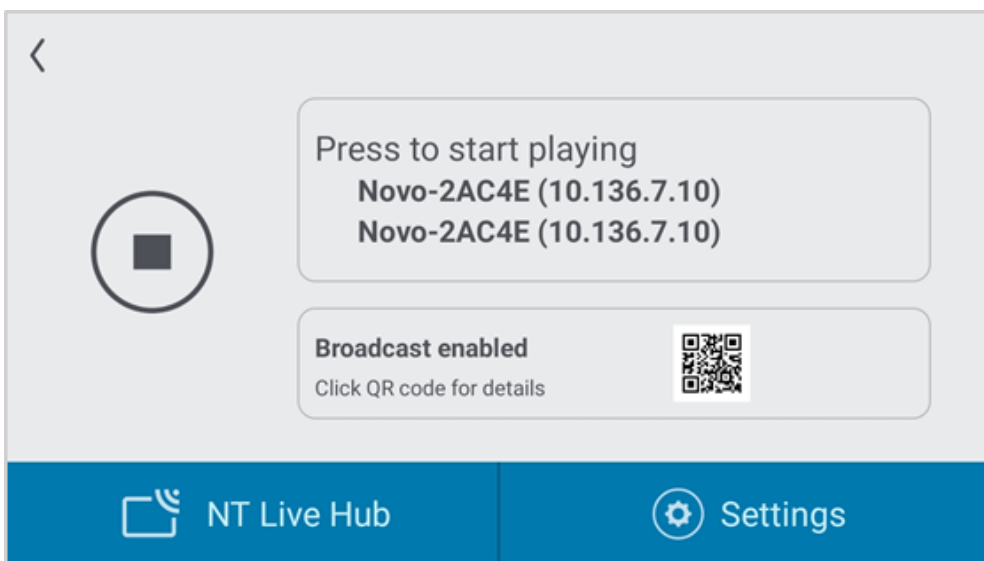 Press to start playing
Novo-2AC4E (10.136.7.10)
Novo-2AC4E (10.136.7.10)
Broadcast enabled
Click QR code for details
NT Live Hub
Settings